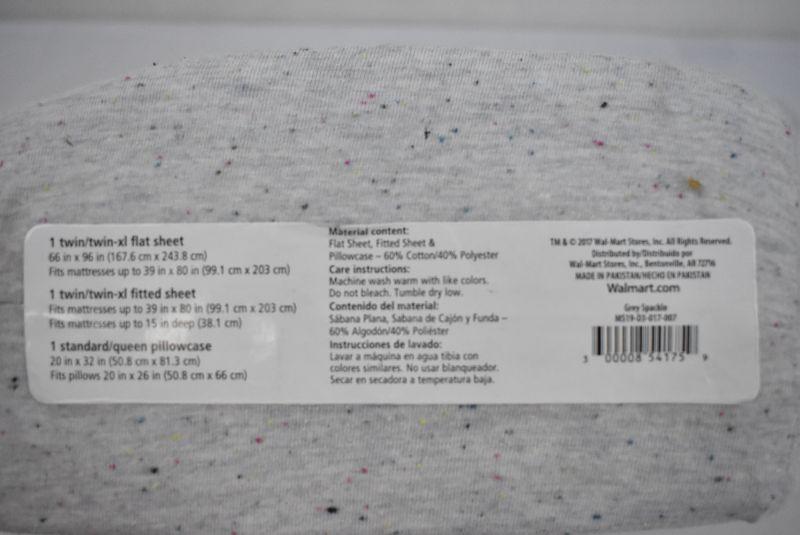 1 twin/twin-xl flat sheet
66 in x 96 in (167.6 cm x 243.8 cm)
Fits mattresses up to 39 in x 80 in (99.1 cm x 203 cm)
1 twin/twin-xl fitted sheet
Fits mattresses up to 39 in x 80 in (99.1 cm x 203 cm)
Fits mattresses up to 15 in deep (38.1 cm)
1 standard/queen pillowcase
20 in x 32 in (50.8 cm x 81.3 cm)
Fits pillows 20 in x 26 in (50.8 cm x 66 cm)
Material content:
Flat Sheet, Fitted Sheet &
Pillowcase – 60% Cotton/40% Polyester
Care instructions:
Machine wash warm with like colors.
Do not bleach. Tumble dry low.
Contenido del material:
Sábana Plana, Sabana de Cajón y Funda –
60% Algodón/40% Poliéster
Instrucciones de lavado:
Lavar a máquina en agua tibia con
colores similares. No usar blanqueador.
Secar en secadora a temperatura baja.
TM & © 2017 Wal-Mart Stores, Inc. All Rights Reserved.
Distributed by/Distribuido por
Wal-Mart Stores, Inc., Bentonville, AR 72716
MADE IN PAKISTAN/HECHO EN PAKISTAN
Walmart.com
Grey Spackle
MS19-03-017-007
3 00008 54175 9